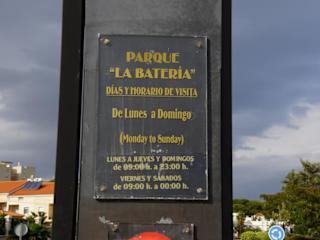 PARQUE
"LA BATERÍA"
DÍAS Y HORARIO DE VISITA
De Lunes a Domingo
(Monday to Sunday)
LUNES A JUEVES Y DOMINGOS
de 09:00 h. a 23:00 h.
VIERNES Y SÁBADOS
de 09:00 h. a 00:00 h.